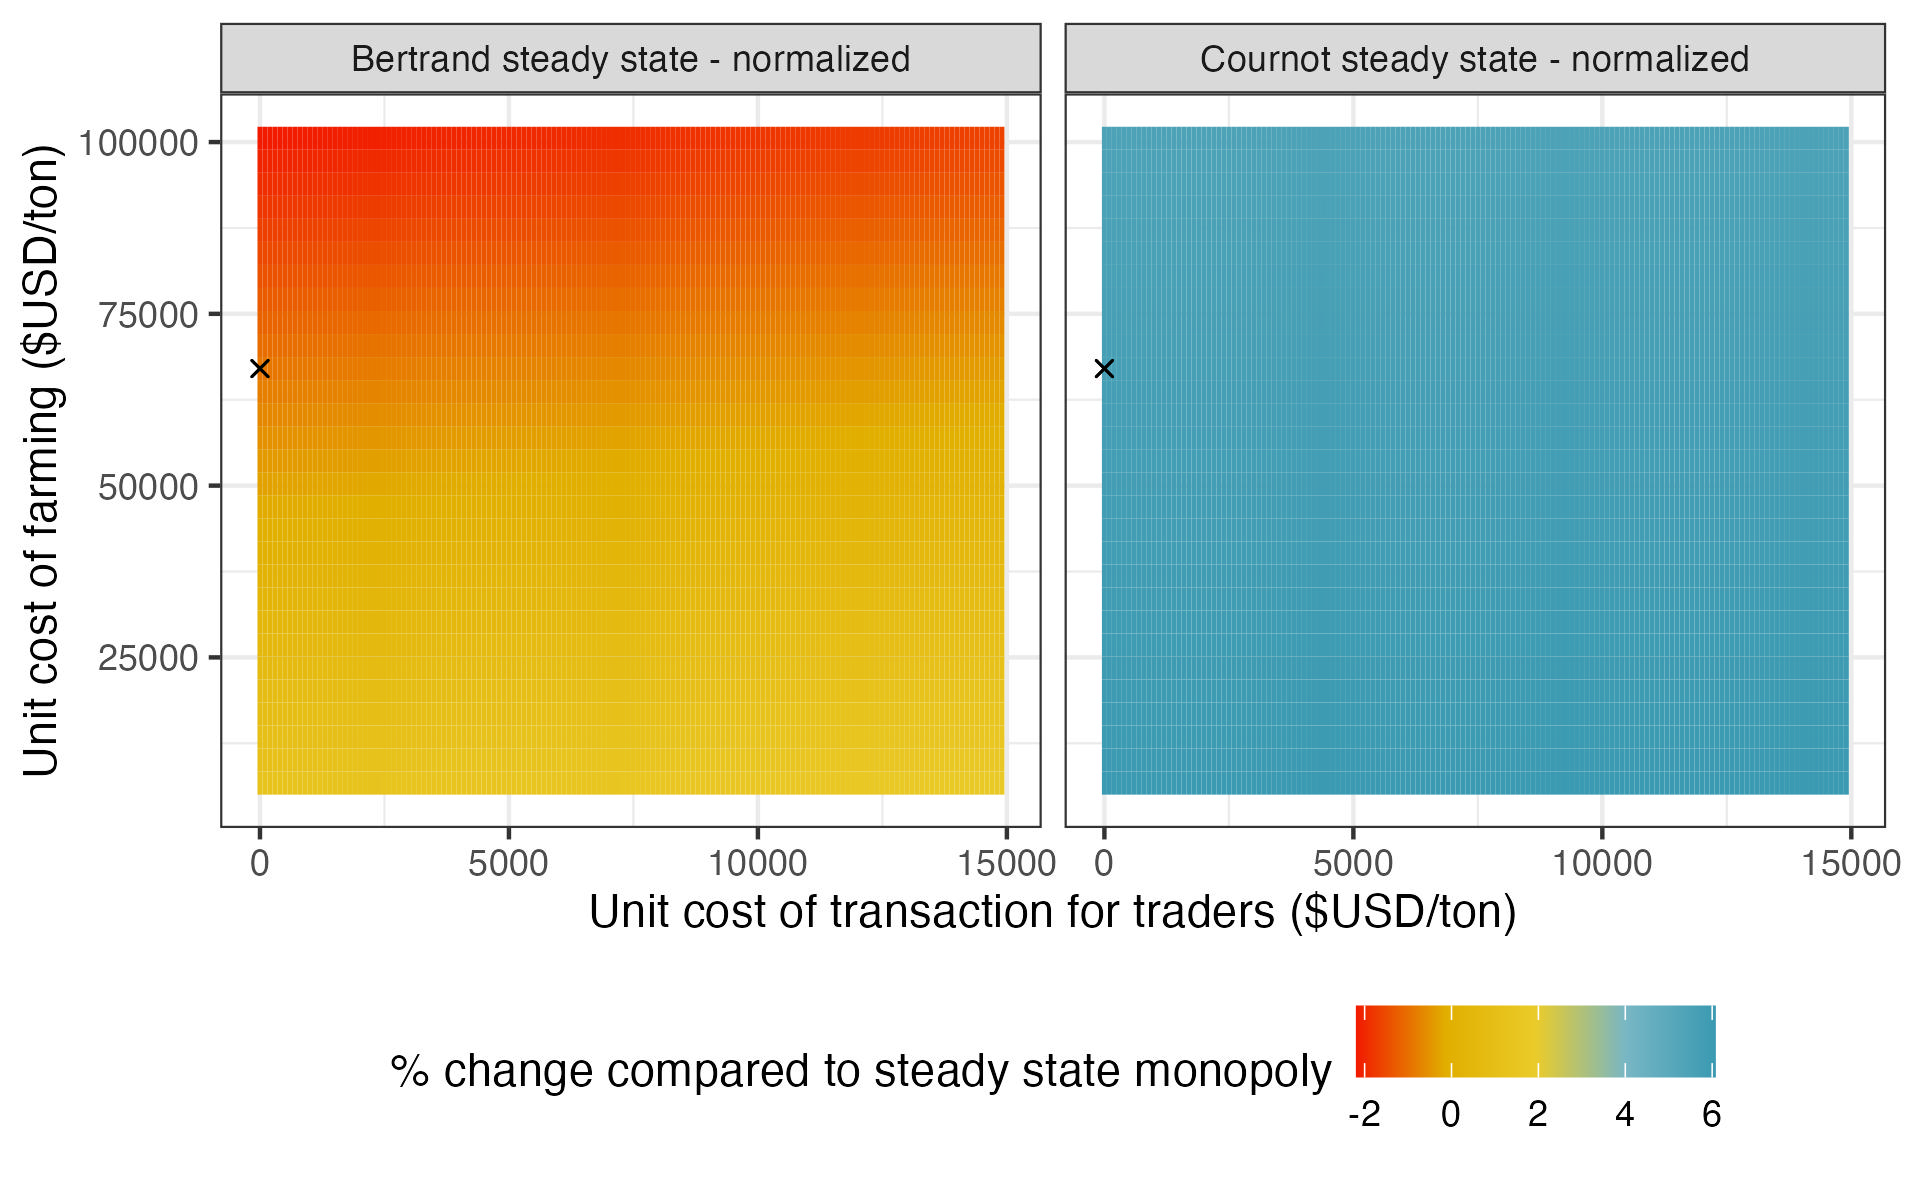 Bertrand steady state - normalized
Cournot steady state - normalized
Unit cost of farming ($USD/ton)
100000
75000
50000
25000
0 5000 10000 15000
0 5000 10000 15000
Unit cost of transaction for traders ($USD/ton)
% change compared to steady state monopoly
-2 0 2 4 6